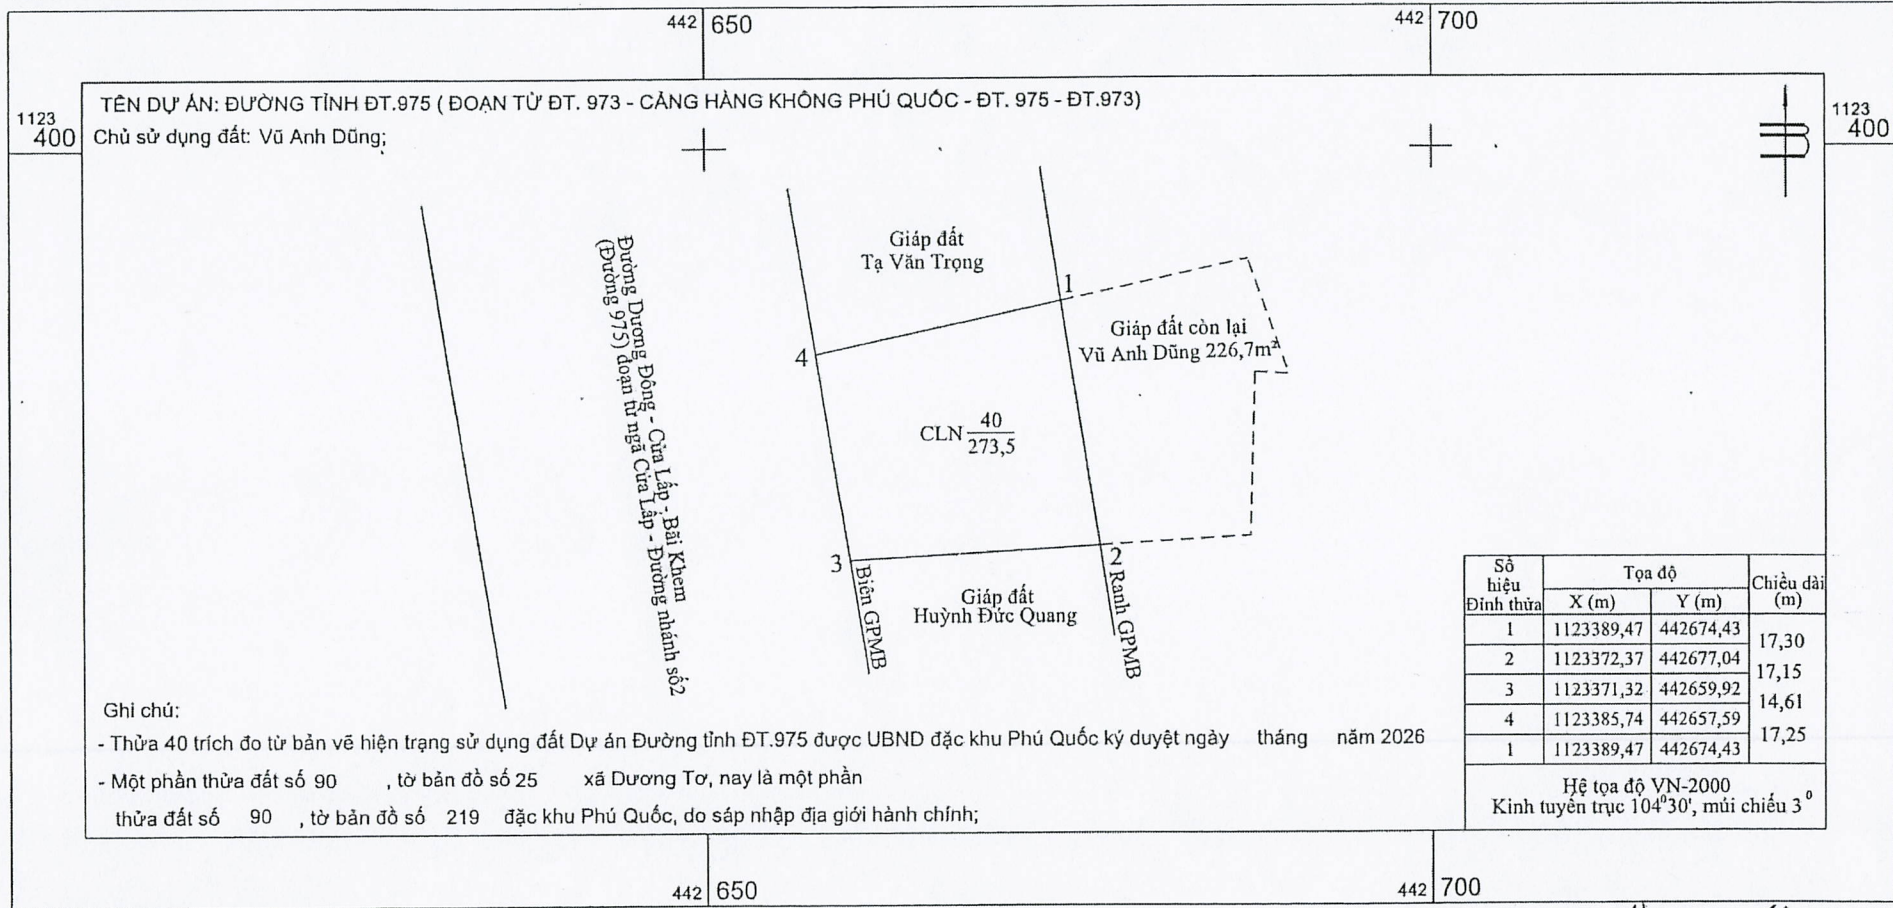 442 650
442 700
1123
400
1123
400
TÊN DỰ ÁN: ĐƯỜNG TỈNH ĐT.975 ( ĐOẠN TỪ ĐT. 973 - CẢNG HÀNG KHÔNG PHÚ QUỐC - ĐT. 975 - ĐT.973)
Chủ sử dụng đất: Vũ Anh Dũng;
Đường Dương Đông - Cửa Lấp - Bãi Khem
(Đường 975) đoạn từ ngã Cửa Lấp - Đường nhánh số2
Giáp đất
Tạ Văn Trọng
1
Giáp đất còn lại
Vũ Anh Dũng 226,7m²
4
CLN 40
273,5
3
2
Biên GPMB
Giáp đất
Huỳnh Đức Quang
Ranh GPMB
Số hiệu Đỉnh thửa | Tọa độ | Chiều dài (m)
X (m) | Y (m)
1 | 1123389,47 | 442674,43
17,30
2 | 1123372,37 | 442677,04
17,15
3 | 1123371,32 | 442659,92
14,61
4 | 1123385,74 | 442657,59
17,25
1 | 1123389,47 | 442674,43
Hệ tọa độ VN-2000
Kinh tuyến trục 104⁰30', múi chiếu 3⁰
Ghi chú:
- Thửa 40 trích đo từ bản vẽ hiện trạng sử dụng đất Dự án Đường tỉnh ĐT.975 được UBND đặc khu Phú Quốc ký duyệt ngày tháng năm 2026
- Một phần thửa đất số 90 , tờ bản đồ số 25 xã Dương Tơ, nay là một phần
thửa đất số 90 , tờ bản đồ số 219 đặc khu Phú Quốc, do sáp nhập địa giới hành chính;
442 650
442 700